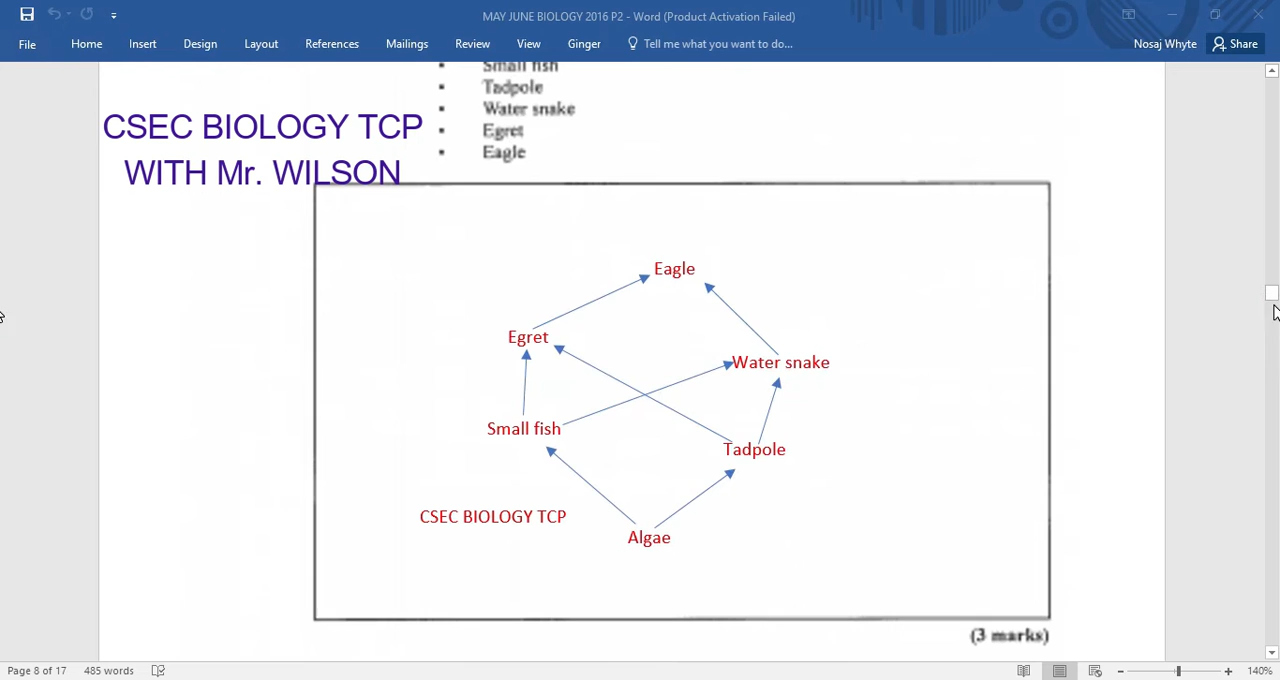 MAY JUNE BIOLOGY 2016 P2 - Word (Product Activation Failed)
File Home Insert Design Layout References Mailings Review View Ginger Tell me what you want to do... Nosaj Whyte Share
▪ Small fish
▪ Tadpole
▪ Water snake
▪ Egret
▪ Eagle
CSEC BIOLOGY TCP
WITH Mr. WILSON
Eagle
Egret
Water snake
Small fish
Tadpole
CSEC BIOLOGY TCP
Algae
(3 marks)
Page 8 of 17 485 words 140%